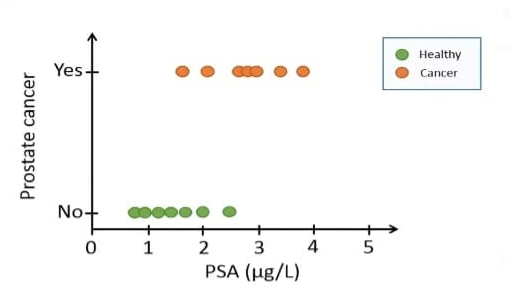 Healthy
Cancer
Prostate cancer
Yes
No
0 1 2 3 4 5
PSA (µg/L)